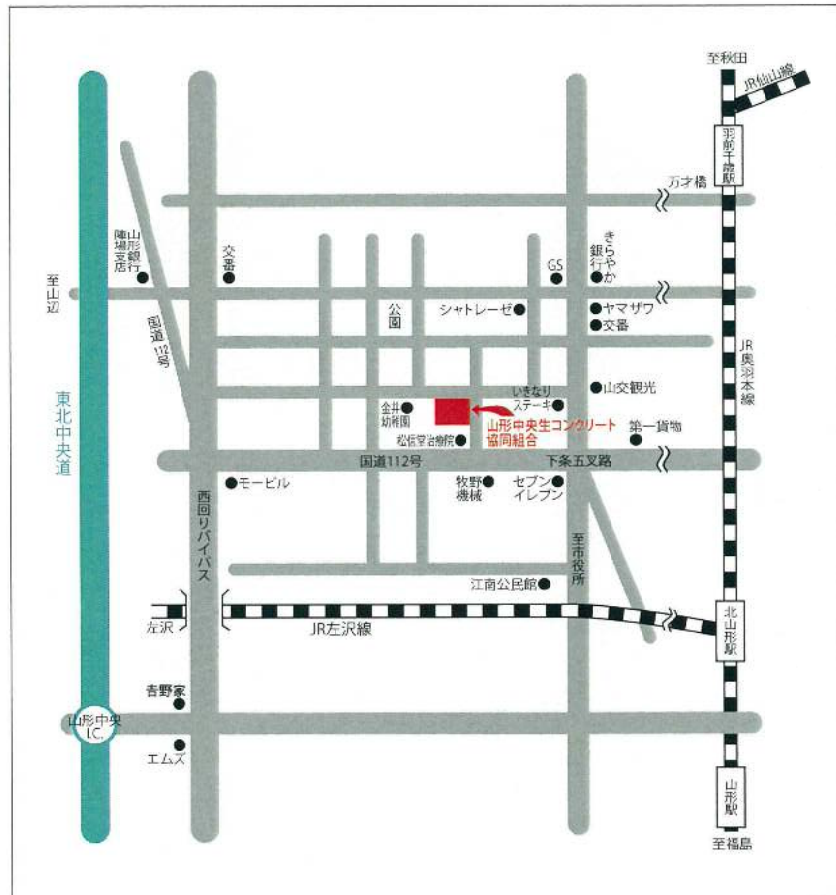 至秋田
JR仙山線
羽前千歳駅
万才橋
山形銀行
陣場支店
交番
きらやか
銀行
GS
至山辺
公園
シャトレーゼ
ヤマザワ
交番
国道112号
JR奥羽本線
東北中央道
山交観光
いきなり
ステーキ
金井
幼稚園
山形中央生コンクリート
協同組合
第一貨物
松信堂治療院
国道112号
下条五叉路
モービル
牧野
機械
セブン
イレブン
西回りバイパス
至市役所
江南公民館
左沢
JR左沢線
北山形駅
吉野家
山形中央
I.C.
エムズ
山形駅
至福島